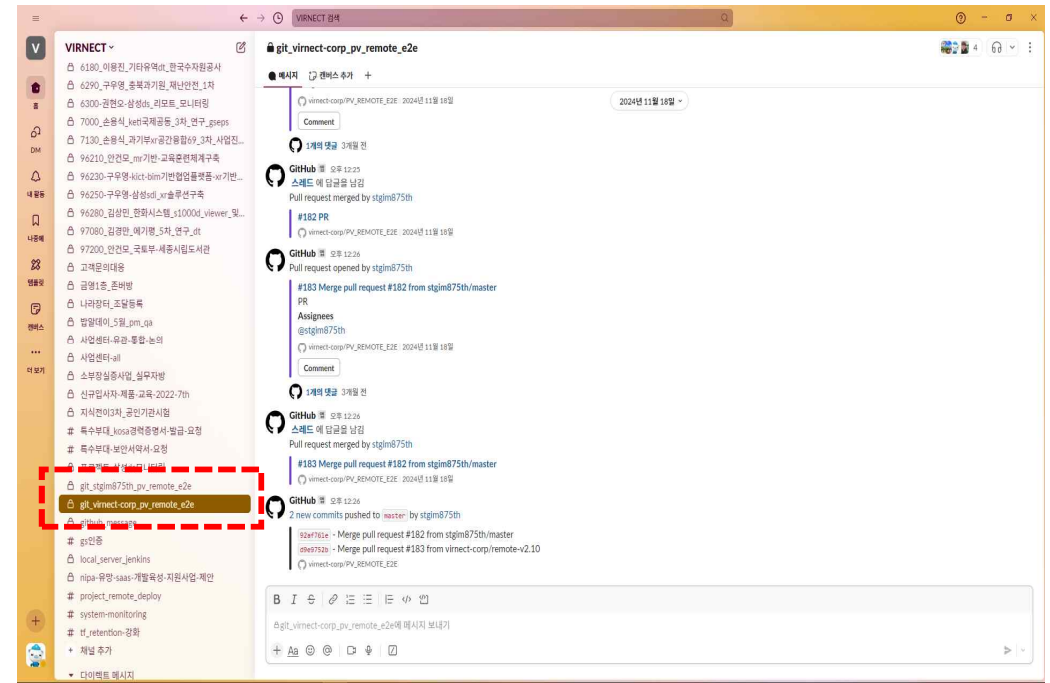 VIRNECT 검색
V
VIRNECT
홈
DM
내 활동
나중에
템플릿
캔버스
더 보기
6180_이용진_기타유역dt_한국수자원공사
6290_구우영_충북과기원_재난안전_1차
6300-권현오-삼성ds_리모트_모니터링
7000_손용식_keti국제공동_3차_연구_gseps
7130_손용식_과기부xr공간융합69_3차_사업진...
96210_안건모_mr기반-교육훈련체계구축
96230-구우영-kict-bim기반협업플랫폼-xr기반...
96250-구우영-삼성sdi_xr솔루션구축
96280_김상민_한화시스템_s1000d_viewer_및...
97080_김경만_에기평_5차_연구_dt
97200_안건모_국토부-세종시립도서관
고객문의대응
금영1층_존버방
나라장터_조달등록
밥알데이_5월_pm_qa
사업센터-유관-통합-논의
사업센터-all
소부장실증사업_실무자방
신규입사자-제품-교육-2022-7th
지식전이3차_공인기관시험
# 특수부대_kosa경력증명서-발급-요청
# 특수부대-보안서약서-요청
git_stgim875th_pv_remote_e2e
git_virnect-corp_pv_remote_e2e
github_message
# gs인증
local_server_jenkins
nipa-유망-saas-개발육성-지원사업-제안
# project_remote_deploy
# system-monitoring
# tf_retention-강화
+ 채널 추가
다이렉트 메시지
git_virnect-corp_pv_remote_e2e
4
메시지 캔버스 추가 +
virnect-corp/PV_REMOTE_E2E 2024년 11월 18일
2024년 11월 18일
Comment
1개의 댓글 3개월 전
GitHub 앱 오후 12:25
스레드 에 답글을 남김
Pull request merged by stgim875th
#182 PR
virnect-corp/PV_REMOTE_E2E 2024년 11월 18일
GitHub 앱 오후 12:26
Pull request opened by stgim875th
#183 Merge pull request #182 from stgim875th/master
PR
Assignees
@stgim875th
virnect-corp/PV_REMOTE_E2E 2024년 11월 18일
Comment
1개의 댓글 3개월 전
GitHub 앱 오후 12:26
스레드 에 답글을 남김
Pull request merged by stgim875th
#183 Merge pull request #182 from stgim875th/master
virnect-corp/PV_REMOTE_E2E 2024년 11월 18일
GitHub 앱 오후 12:26
2 new commits pushed to master by stgim875th
92ef761e - Merge pull request #182 from stgim875th/master
d9e9752b - Merge pull request #183 from virnect-corp/remote-v2.10
virnect-corp/PV_REMOTE_E2E
B I S
git_virnect-corp_pv_remote_e2e에 메시지 보내기
+ Aa @